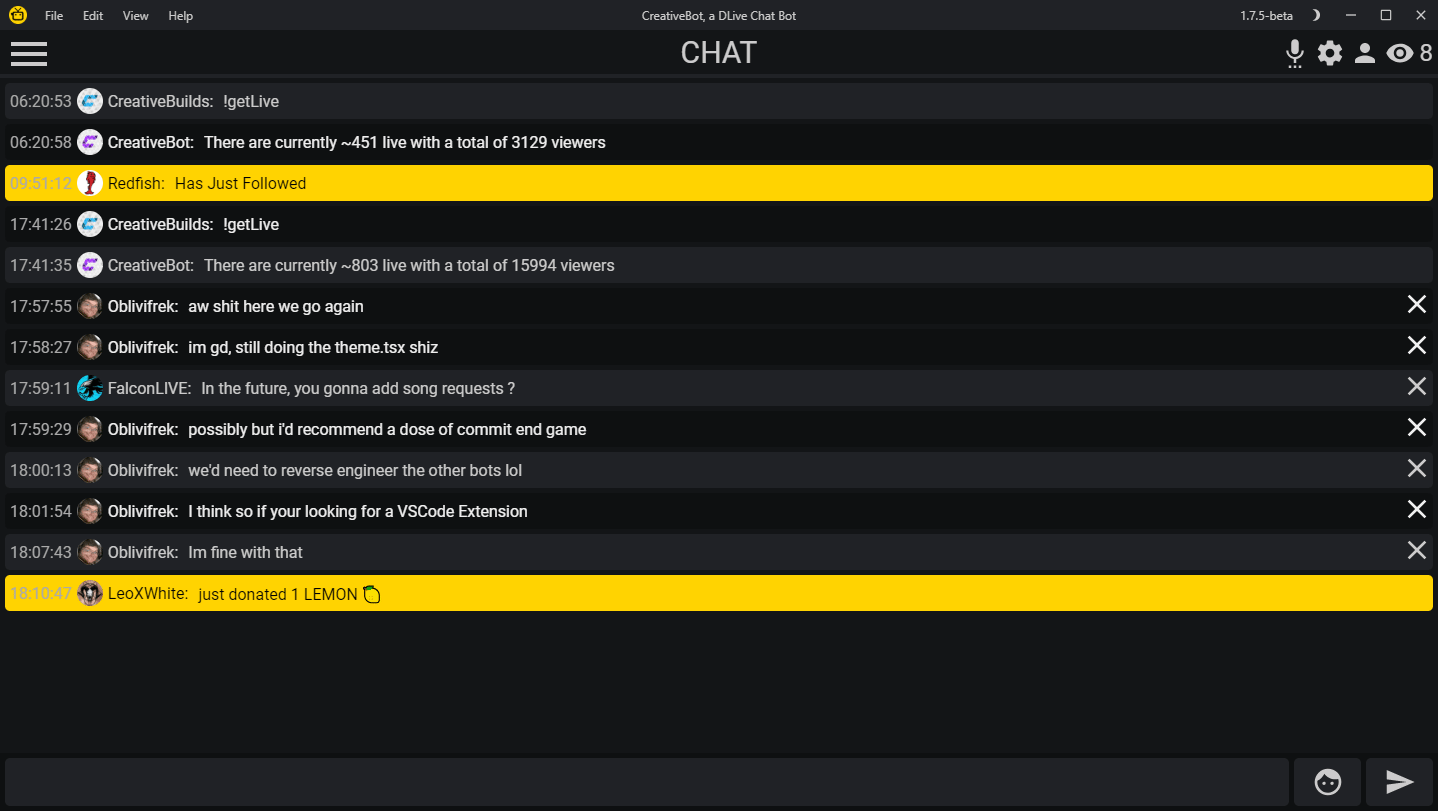 File Edit View Help CreativeBot, a DLive Chat Bot 1.7.5-beta
CHAT 8
06:20:53 CreativeBuilds: !getLive
06:20:58 CreativeBot: There are currently ~451 live with a total of 3129 viewers
09:51:12 Redfish: Has Just Followed
17:41:26 CreativeBuilds: !getLive
17:41:35 CreativeBot: There are currently ~803 live with a total of 15994 viewers
17:57:55 Oblivifrek: aw shit here we go again
17:58:27 Oblivifrek: im gd, still doing the theme.tsx shiz
17:59:11 FalconLIVE: In the future, you gonna add song requests ?
17:59:29 Oblivifrek: possibly but i'd recommend a dose of commit end game
18:00:13 Oblivifrek: we'd need to reverse engineer the other bots lol
18:01:54 Oblivifrek: I think so if your looking for a VSCode Extension
18:07:43 Oblivifrek: Im fine with that
18:10:47 LeoXWhite: just donated 1 LEMON